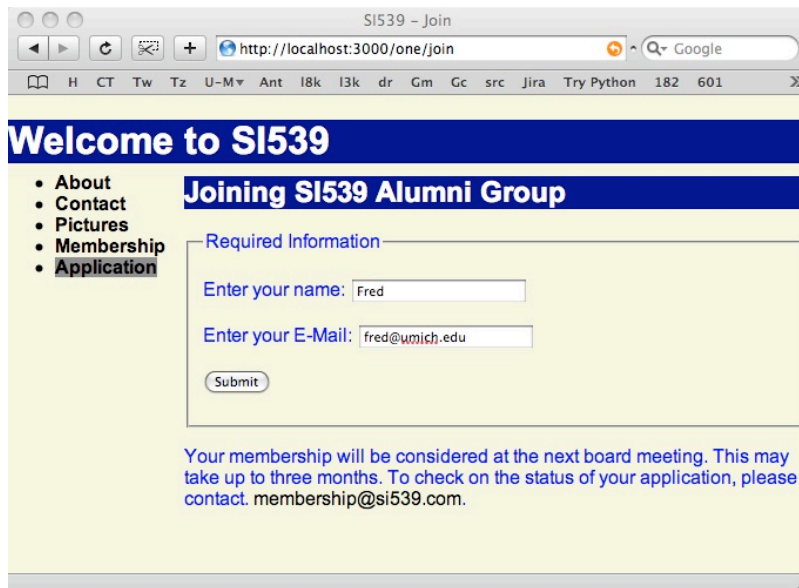 SI539 – Join
http://localhost:3000/one/join
Google
H CT Tw Tz U-M▾ Ant I8k I3k dr Gm Gc src Jira Try Python 182 601
Welcome to SI539
About
Contact
Pictures
Membership
Application
Joining SI539 Alumni Group
Required Information
Enter your name: Fred
Enter your E-Mail: fred@umich.edu
Submit
Your membership will be considered at the next board meeting. This may
take up to three months. To check on the status of your application, please
contact. membership@si539.com.